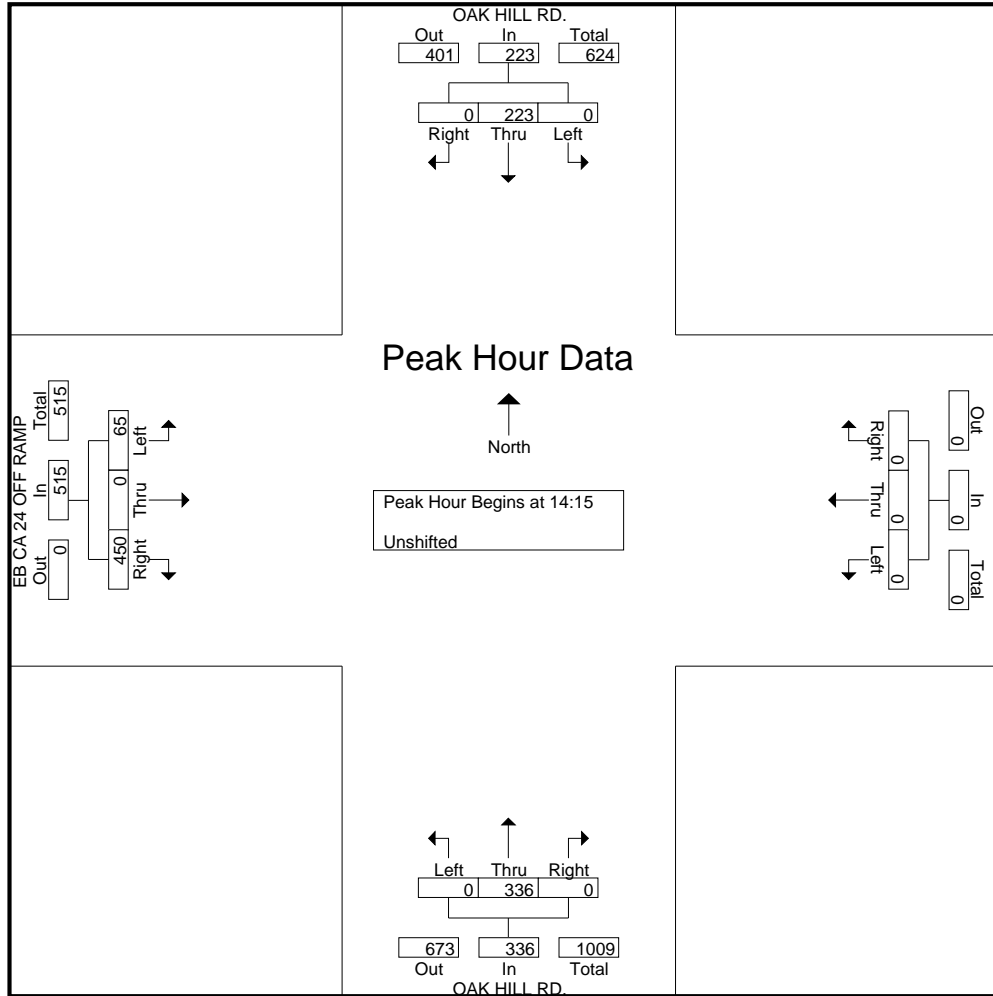 OAK HILL RD.
Out In Total
401 223 624
0 223 0
Right Thru Left
Peak Hour Data
North
Peak Hour Begins at 14:15
Unshifted
EB CA 24 OFF RAMP
Out In Total
0 515 515
450 0 65
Right Thru Left
Out In Total
0 0 0
Right Thru Left
0 0 0
Left Thru Right
0 336 0
673 336 1009
Out In Total
OAK HILL RD.